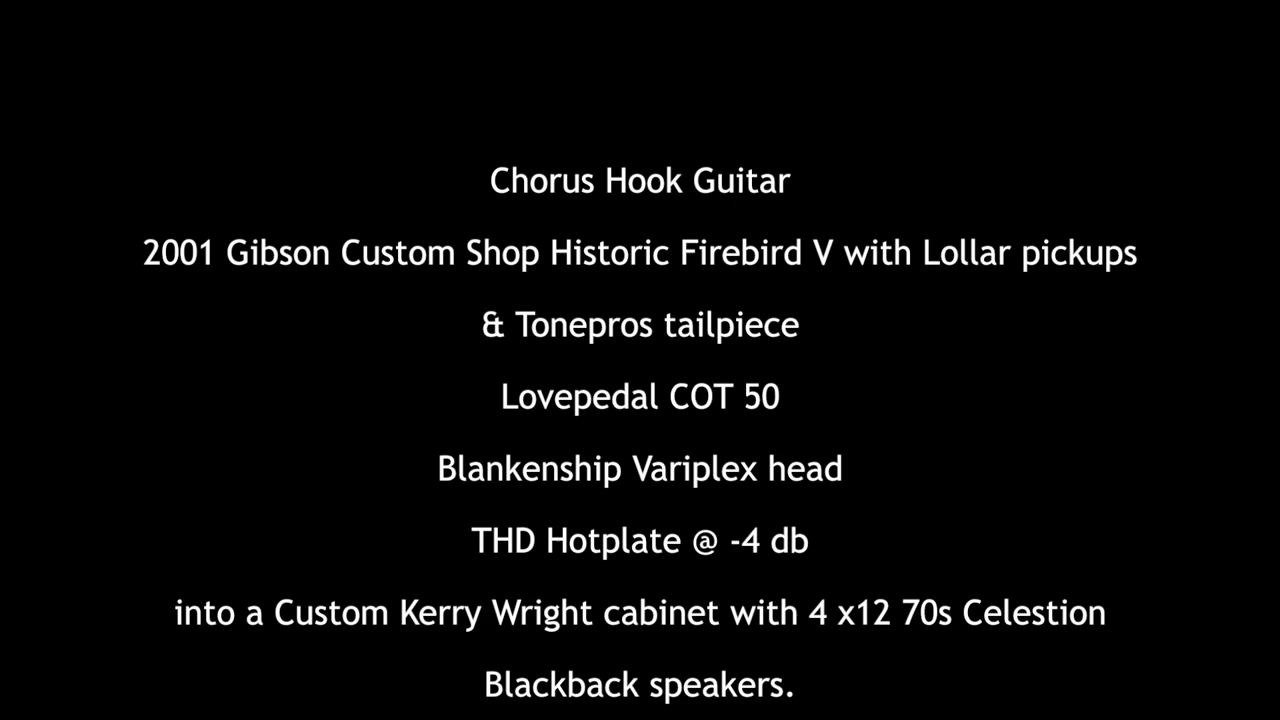 Chorus Hook Guitar
2001 Gibson Custom Shop Historic Firebird V with Lollar pickups
& Tonepros tailpiece
Lovepedal COT 50
Blankenship Variplex head
THD Hotplate @ -4 db
into a Custom Kerry Wright cabinet with 4 x12 70s Celestion
Blackback speakers.